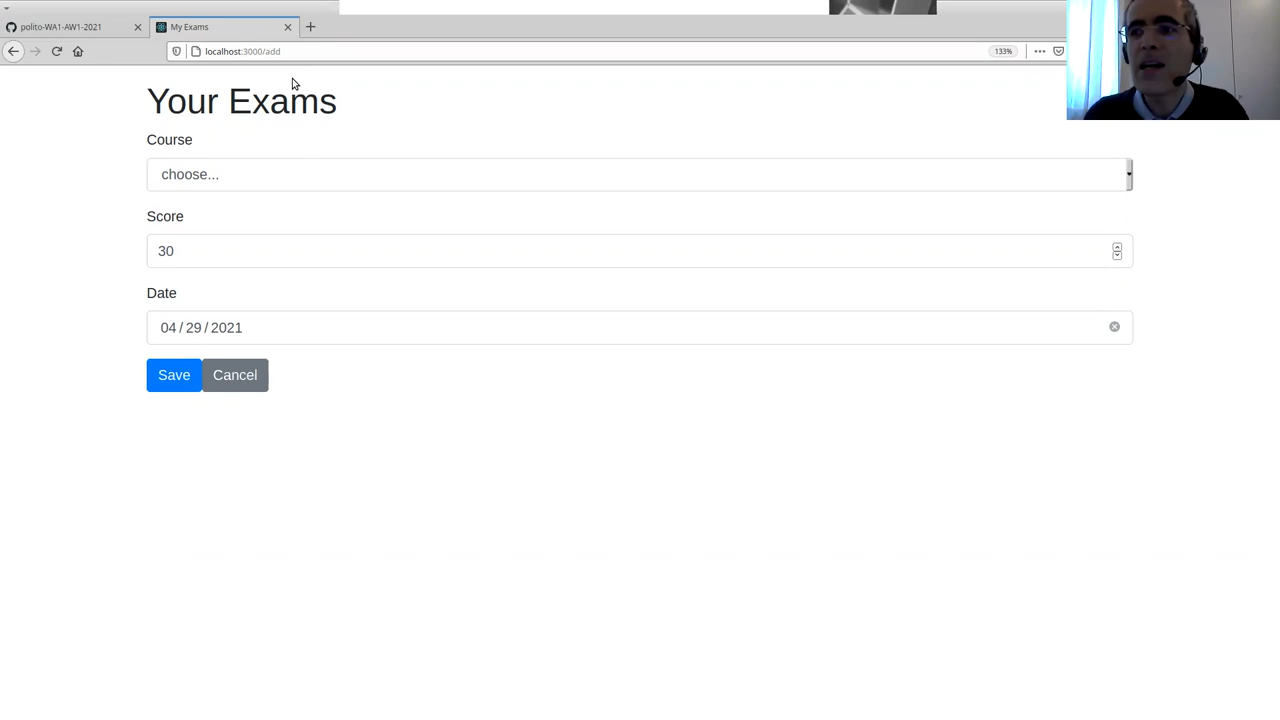 polito-WA1-AW1-2021
My Exams
localhost:3000/add
133%
Your Exams
Course
choose...
Score
30
Date
04 / 29 / 2021
Save
Cancel